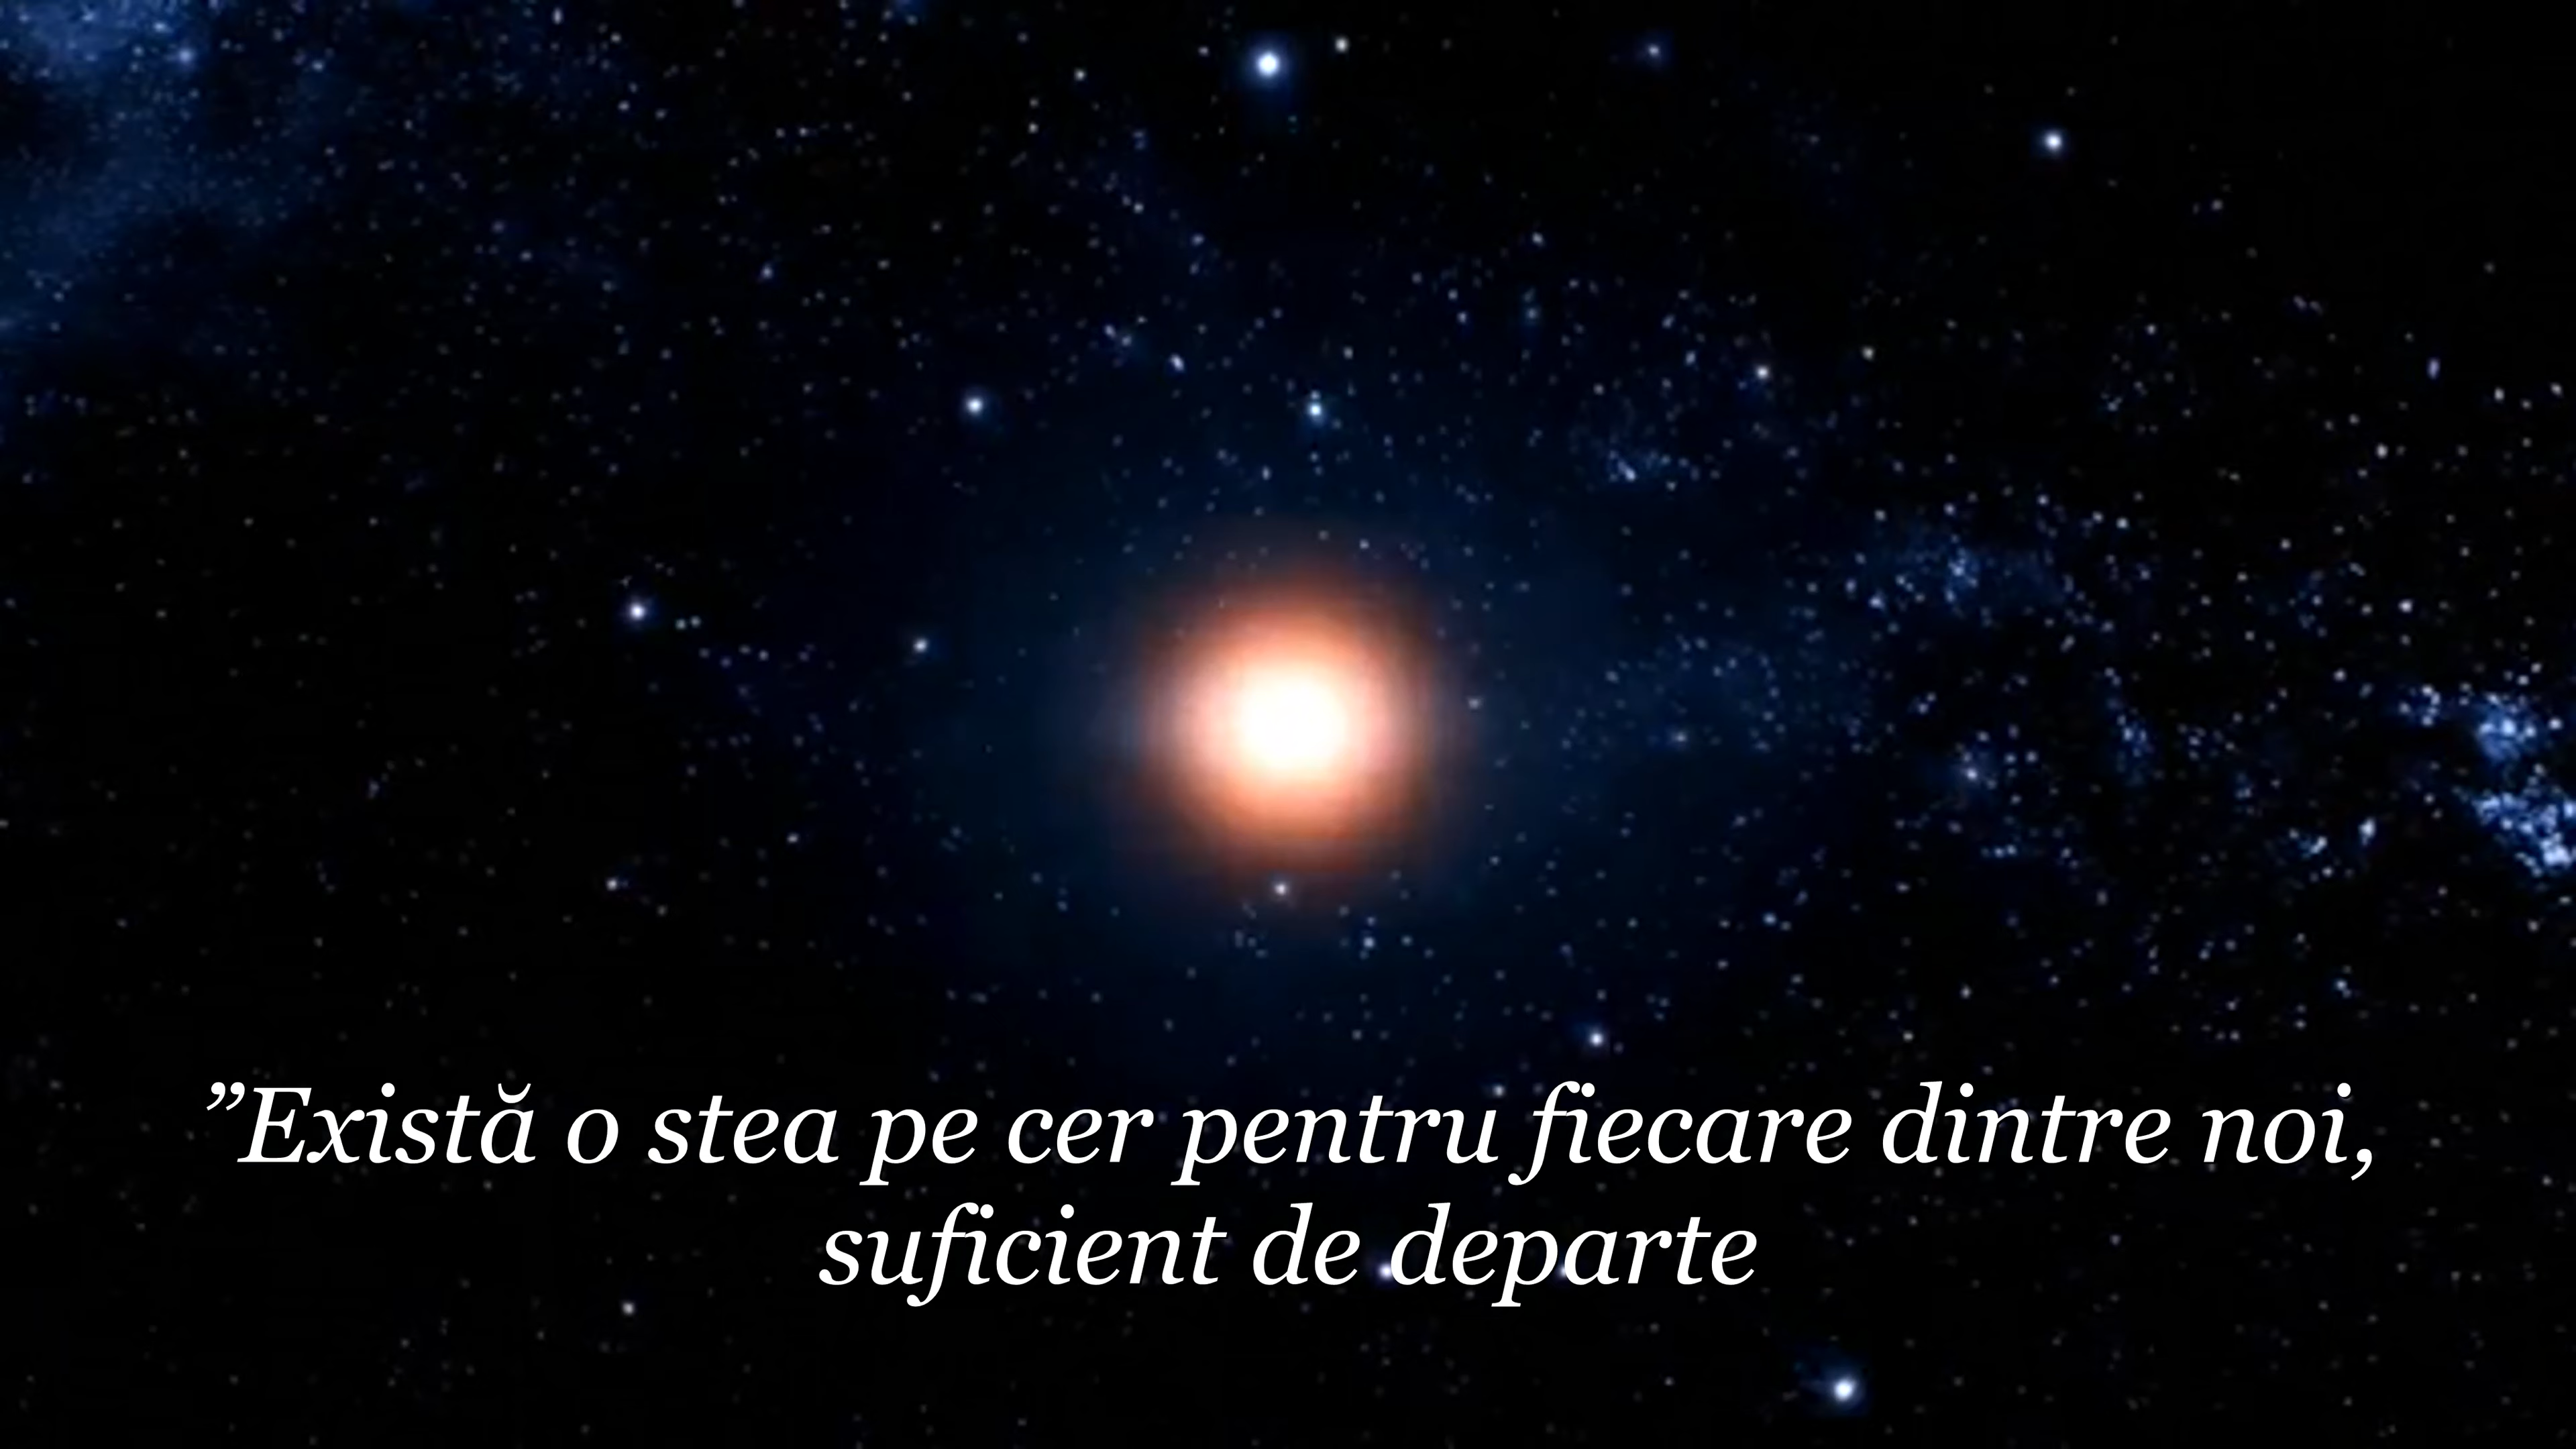 ”Există o stea pe cer pentru fiecare dintre noi,
suficient de departe